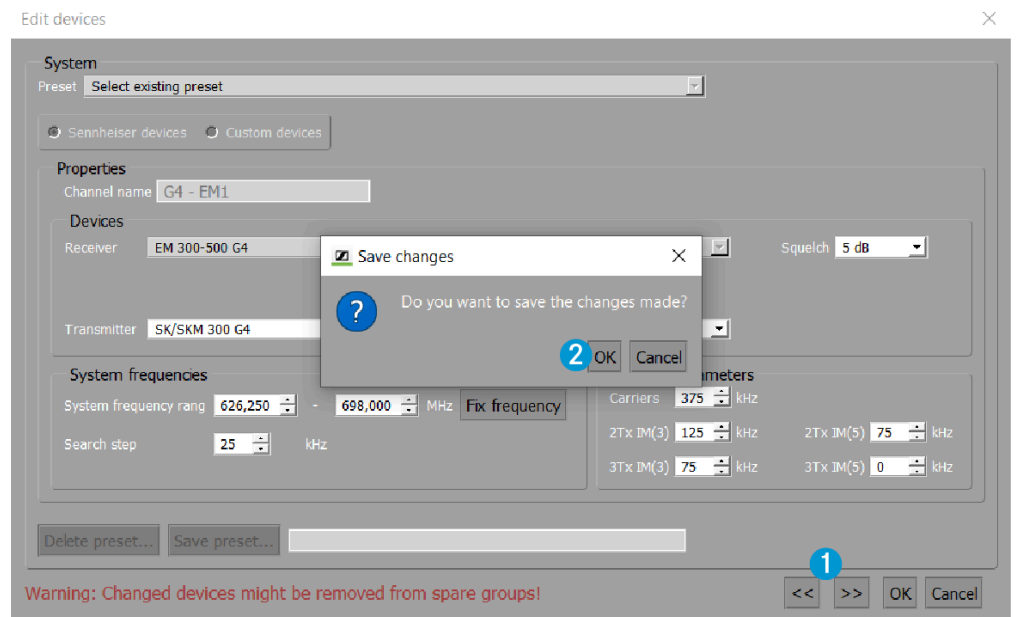 Edit devices
System
Preset Select existing preset
Sennheiser devices Custom devices
Properties
Channel name G4 - EM1
Devices
Receiver EM 300-500 G4 Squelch 5 dB
Save changes
Do you want to save the changes made?
Transmitter SK/SKM 300 G4
2 OK Cancel
System frequencies ameters
System frequency rang 626,250 - 698,000 MHz Fix frequency Carriers 375 kHz
Search step 25 kHz 2Tx IM(3) 125 kHz 2Tx IM(5) 75 kHz
3Tx IM(3) 75 kHz 3Tx IM(5) 0 kHz
Delete preset... Save preset...
1
Warning: Changed devices might be removed from spare groups! << >> OK Cancel